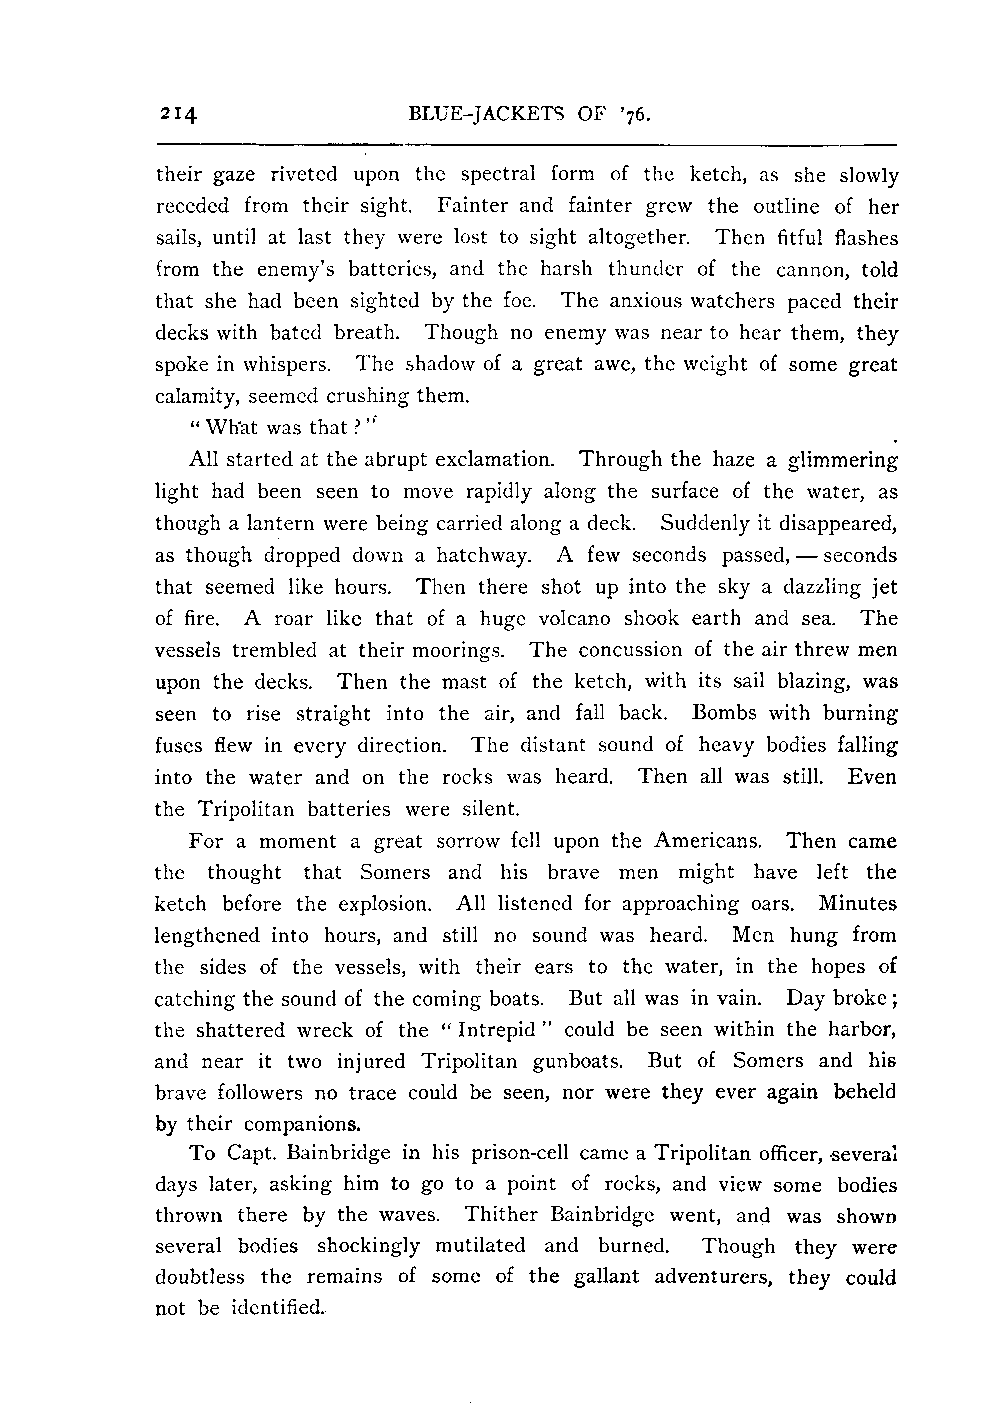 214 BLUE-JACKETS OF '76.
their gaze riveted upon the spectral form of the ketch, as she slowly
receded from their sight. Fainter and fainter grew the outline of her
sails, until at last they were lost to sight altogether. Then fitful flashes
from the enemy's batteries, and the harsh thunder of the cannon, told
that she had been sighted by the foe. The anxious watchers paced their
decks with bated breath. Though no enemy was near to hear them, they
spoke in whispers. The shadow of a great awe, the weight of some great
calamity, seemed crushing them.
"What was that?"
All started at the abrupt exclamation. Through the haze a glimmering
light had been seen to move rapidly along the surface of the water, as
though a lantern were being carried along a deck. Suddenly it disappeared,
as though dropped down a hatchway. A few seconds passed, — seconds
that seemed like hours. Then there shot up into the sky a dazzling jet
of fire. A roar like that of a huge volcano shook earth and sea. The
vessels trembled at their moorings. The concussion of the air threw men
upon the decks. Then the mast of the ketch, with its sail blazing, was
seen to rise straight into the air, and fall back. Bombs with burning
fuses flew in every direction. The distant sound of heavy bodies falling
into the water and on the rocks was heard. Then all was still. Even
the Tripolitan batteries were silent.
For a moment a great sorrow fell upon the Americans. Then came
the thought that Somers and his brave men might have left the
ketch before the explosion. All listened for approaching oars. Minutes
lengthened into hours, and still no sound was heard. Men hung from
the sides of the vessels, with their ears to the water, in the hopes of
catching the sound of the coming boats. But all was in vain. Day broke;
the shattered wreck of the "Intrepid" could be seen within the harbor,
and near it two injured Tripolitan gunboats. But of Somers and his
brave followers no trace could be seen, nor were they ever again beheld
by their companions.
To Capt. Bainbridge in his prison-cell came a Tripolitan officer, several
days later, asking him to go to a point of rocks, and view some bodies
thrown there by the waves. Thither Bainbridge went, and was shown
several bodies shockingly mutilated and burned. Though they were
doubtless the remains of some of the gallant adventurers, they could
not be identified.